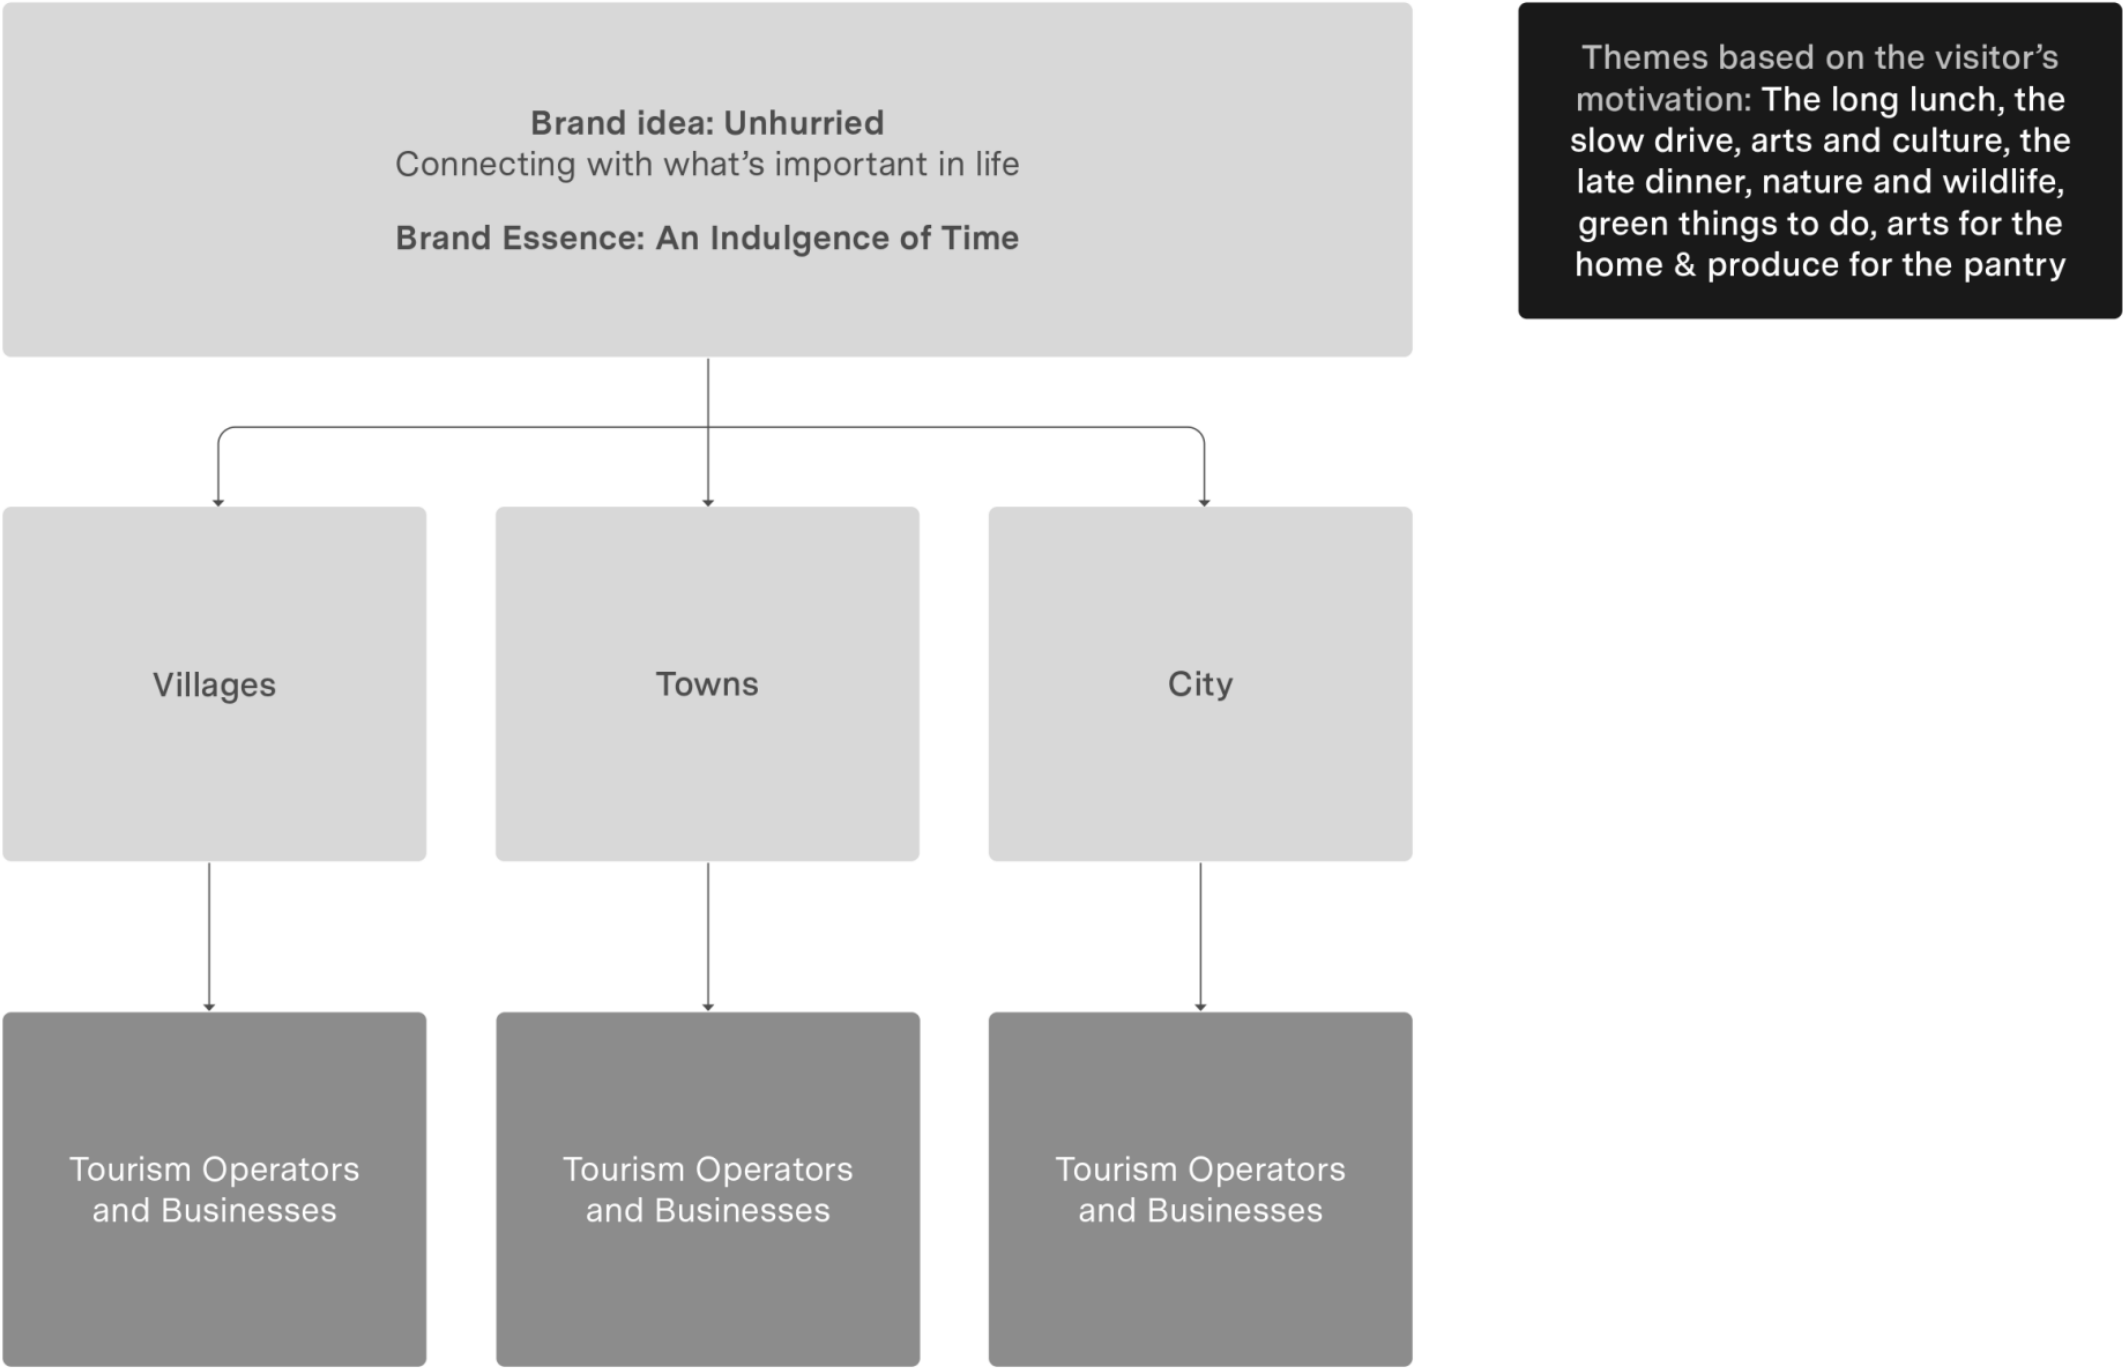 Brand idea: Unhurried
Connecting with what’s important in life
Brand Essence: An Indulgence of Time
Themes based on the visitor’s
motivation: The long lunch, the
slow drive, arts and culture, the
late dinner, nature and wildlife,
green things to do, arts for the
home & produce for the pantry
Villages
Towns
City
Tourism Operators
and Businesses
Tourism Operators
and Businesses
Tourism Operators
and Businesses